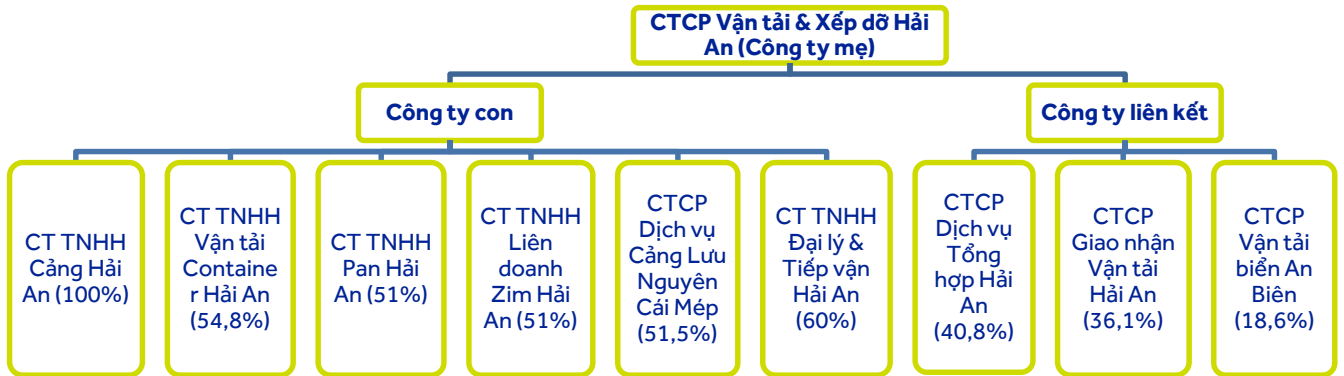 CTCP Vận tải & Xếp dỡ Hải
An (Công ty mẹ)
Công ty con
Công ty liên kết
CT TNHH
Cảng Hải
An (100%)
CT TNHH
Vận tải
Containe
r Hải An
(54,8%)
CT TNHH
Pan Hải
An (51%)
CT TNHH
Liên
doanh
Zim Hải
An (51%)
CTCP
Dịch vụ
Cảng Lưu
Nguyên
Cái Mép
(51,5%)
CT TNHH
Đại lý &
Tiếp vận
Hải An
(60%)
CTCP
Dịch vụ
Tổng
hợp Hải
An
(40,8%)
CTCP
Giao nhận
Vận tải
Hải An
(36,1%)
CTCP
Vận tải
biển An
Biên
(18,6%)